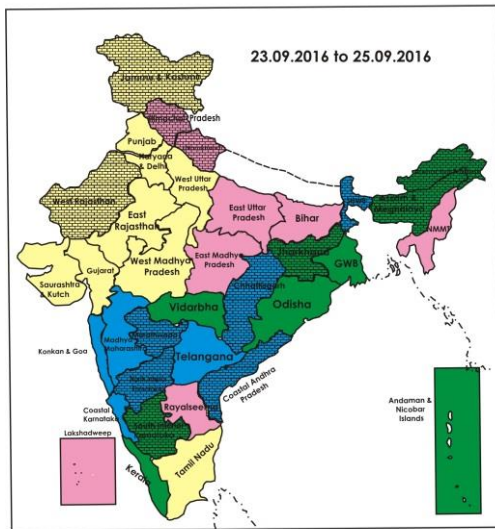 23.09.2016 to 25.09.2016
Jammu & Kashmir
Himachal Pradesh
Punjab
Haryana
& Delhi
West Uttar
Pradesh
West Rajasthan
East
Rajasthan
East Uttar
Pradesh
Bihar
Assam &
Meghalaya
NMMT
West Madhya
Pradesh
East Madhya
Pradesh
Jharkhand
GWB
Gujarat
Saurashtra &
Kutch
Chhattisgarh
Vidarbha
Odisha
Madhya
Maharashtra
Marathwada
Konkan & Goa
Telangana
Coastal Andhra
Pradesh
Coastal
Karnataka
Rayalseema
Lakshadweep
Kerala
Tamil Nadu
Andaman &
Nicobar
Islands